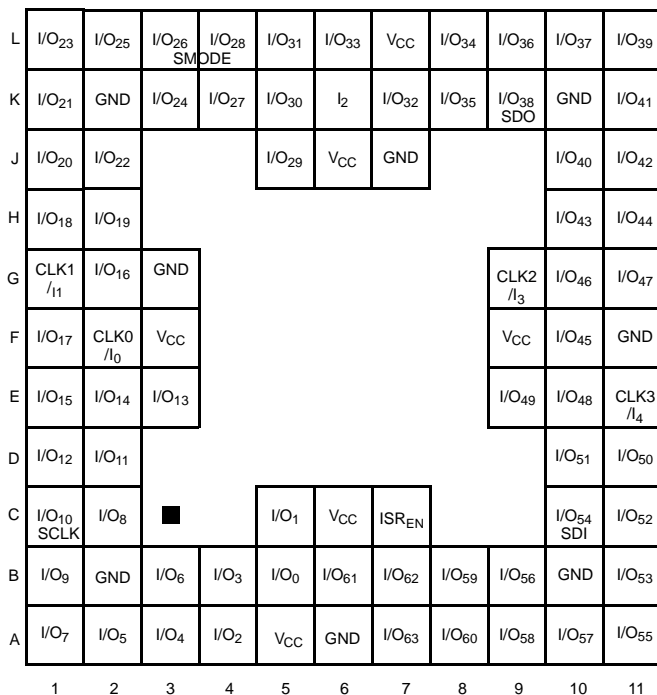 L I/O23 I/O25 I/O26 I/O28 I/O31 I/O33 VCC I/O34 I/O36 I/O37 I/O39
SMODE
K I/O21 GND I/O24 I/O27 I/O30 I2 I/O32 I/O35 I/O38 GND I/O41
SDO
J I/O20 I/O22 I/O29 VCC GND I/O40 I/O42
H I/O18 I/O19 I/O43 I/O44
G CLK1 I/O16 GND CLK2 I/O46 I/O47
/I1 /I3
F I/O17 CLK0 VCC VCC I/O45 GND
/I0
E I/O15 I/O14 I/O13 I/O49 I/O48 CLK3
/I4
D I/O12 I/O11 I/O51 I/O50
C I/O10 I/O8 I/O1 VCC ISREN I/O54 I/O52
SCLK SDI
B I/O9 GND I/O6 I/O3 I/O0 I/O61 I/O62 I/O59 I/O56 GND I/O53
A I/O7 I/O5 I/O4 I/O2 VCC GND I/O63 I/O60 I/O58 I/O57 I/O55
1 2 3 4 5 6 7 8 9 10 11